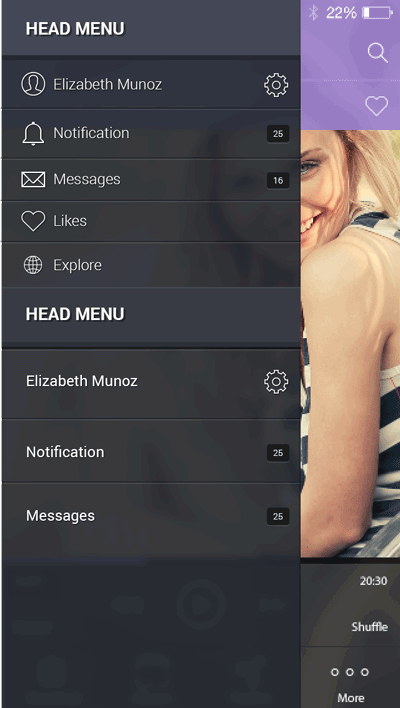 22%
HEAD MENU
Elizabeth Munoz
Notification 25
Messages 16
Likes
Explore
HEAD MENU
Elizabeth Munoz
Notification 25
Messages 25
20:30
Shuffle
More